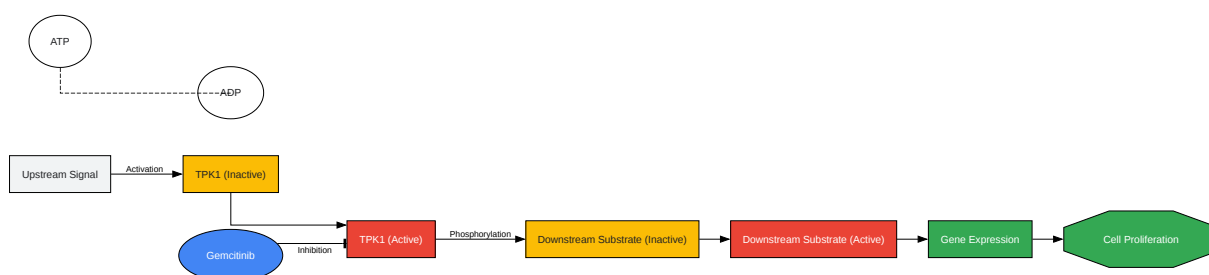 ATP
ADP
Upstream Signal
Activation
TPK1 (Inactive)
Gemcitinib
Inhibition
TPK1 (Active)
Phosphorylation
Downstream Substrate (Inactive)
Downstream Substrate (Active)
Gene Expression
Cell Proliferation